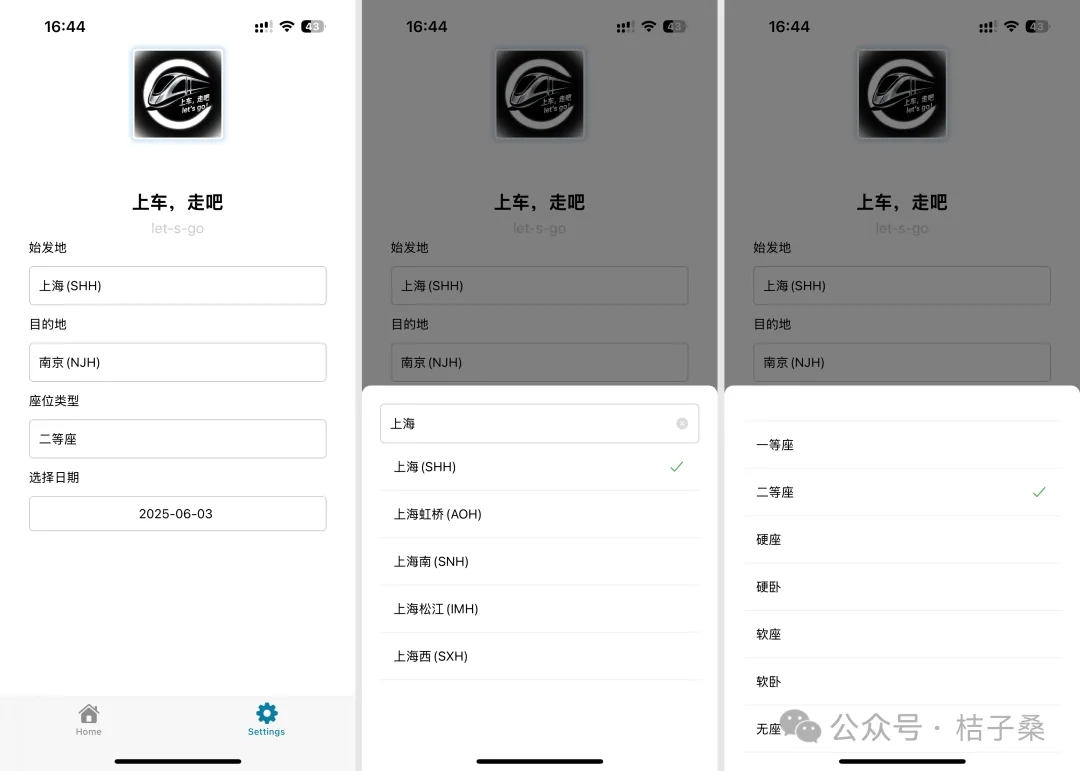 16:44
43
上车，走吧
let's go!
上车，走吧
let-s-go
始发地
上海(SHH)
目的地
南京(NJH)
座位类型
二等座
选择日期
2025-06-03
Home
Settings
16:44
43
上车，走吧
let's go!
上车，走吧
let-s-go
始发地
上海(SHH)
目的地
南京(NJH)
上海
上海(SHH)
上海虹桥(AOH)
上海南(SNH)
上海松江(IMH)
上海西(SXH)
16:44
43
上车，走吧
let's go!
上车，走吧
let-s-go
始发地
上海(SHH)
目的地
南京(NJH)
一等座
二等座
硬座
硬卧
软座
软卧
无座
公众号·桔子桑